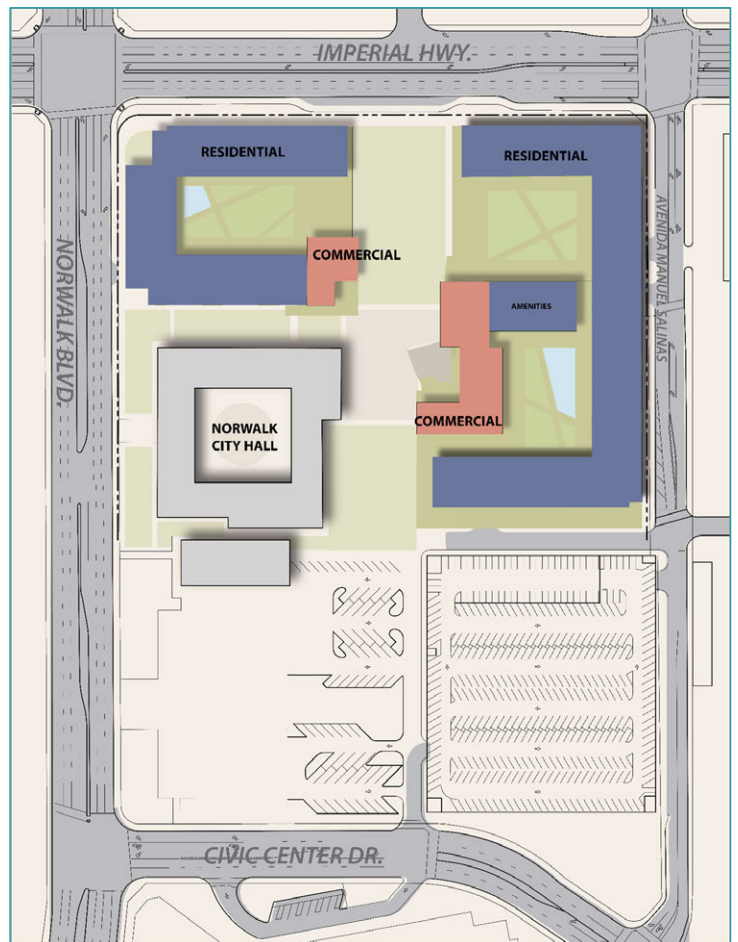 IMPERIAL HWY.
RESIDENTIAL
RESIDENTIAL
COMMERCIAL
AMENITIES
NORWALK BLVD.
AVENIDA MANUEL SALINAS
COMMERCIAL
NORWALK
CITY HALL
CIVIC CENTER DR.